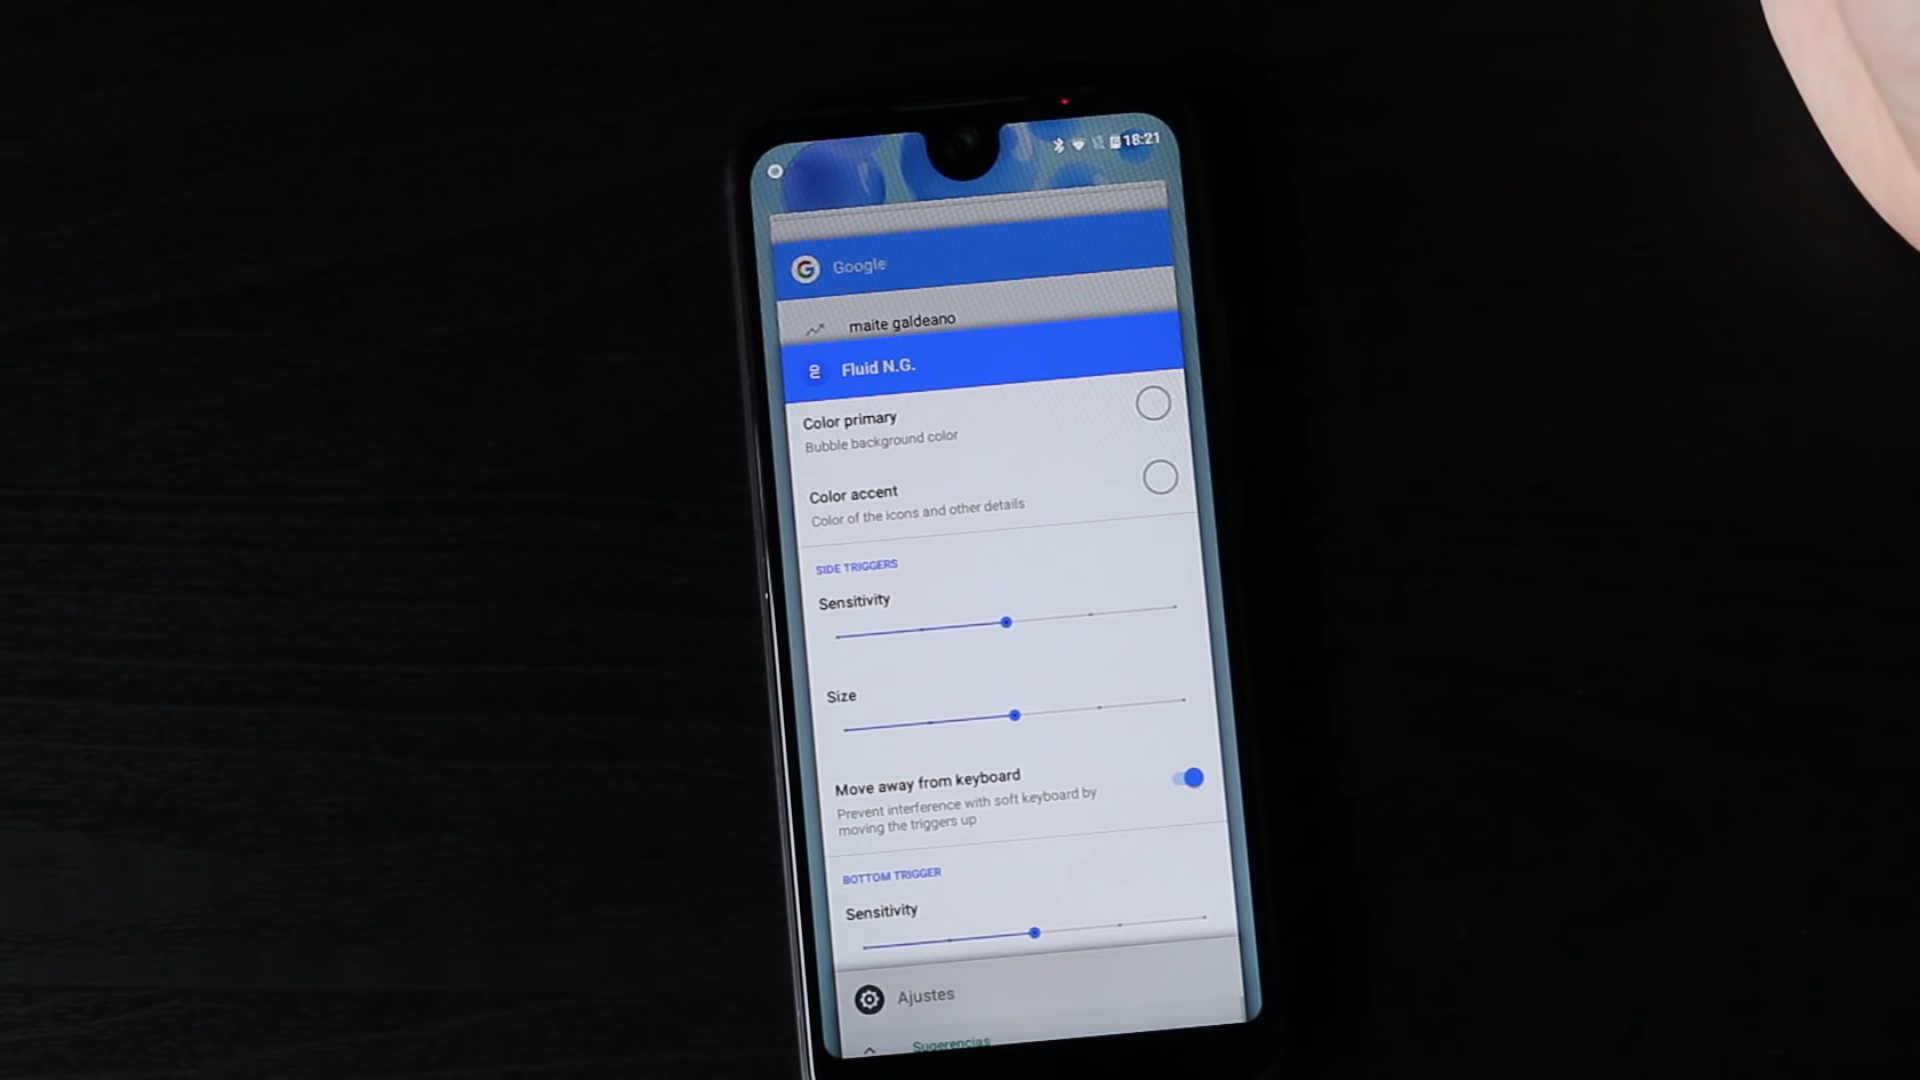 18:21
Google
maite galdeano
Fluid N.G.
Color primary
Bubble background color
Color accent
Color of the icons and other details
SIDE TRIGGERS
Sensitivity
Size
Move away from keyboard
Prevent interference with soft keyboard by
moving the triggers up
BOTTOM TRIGGER
Sensitivity
Ajustes
Sugerencias